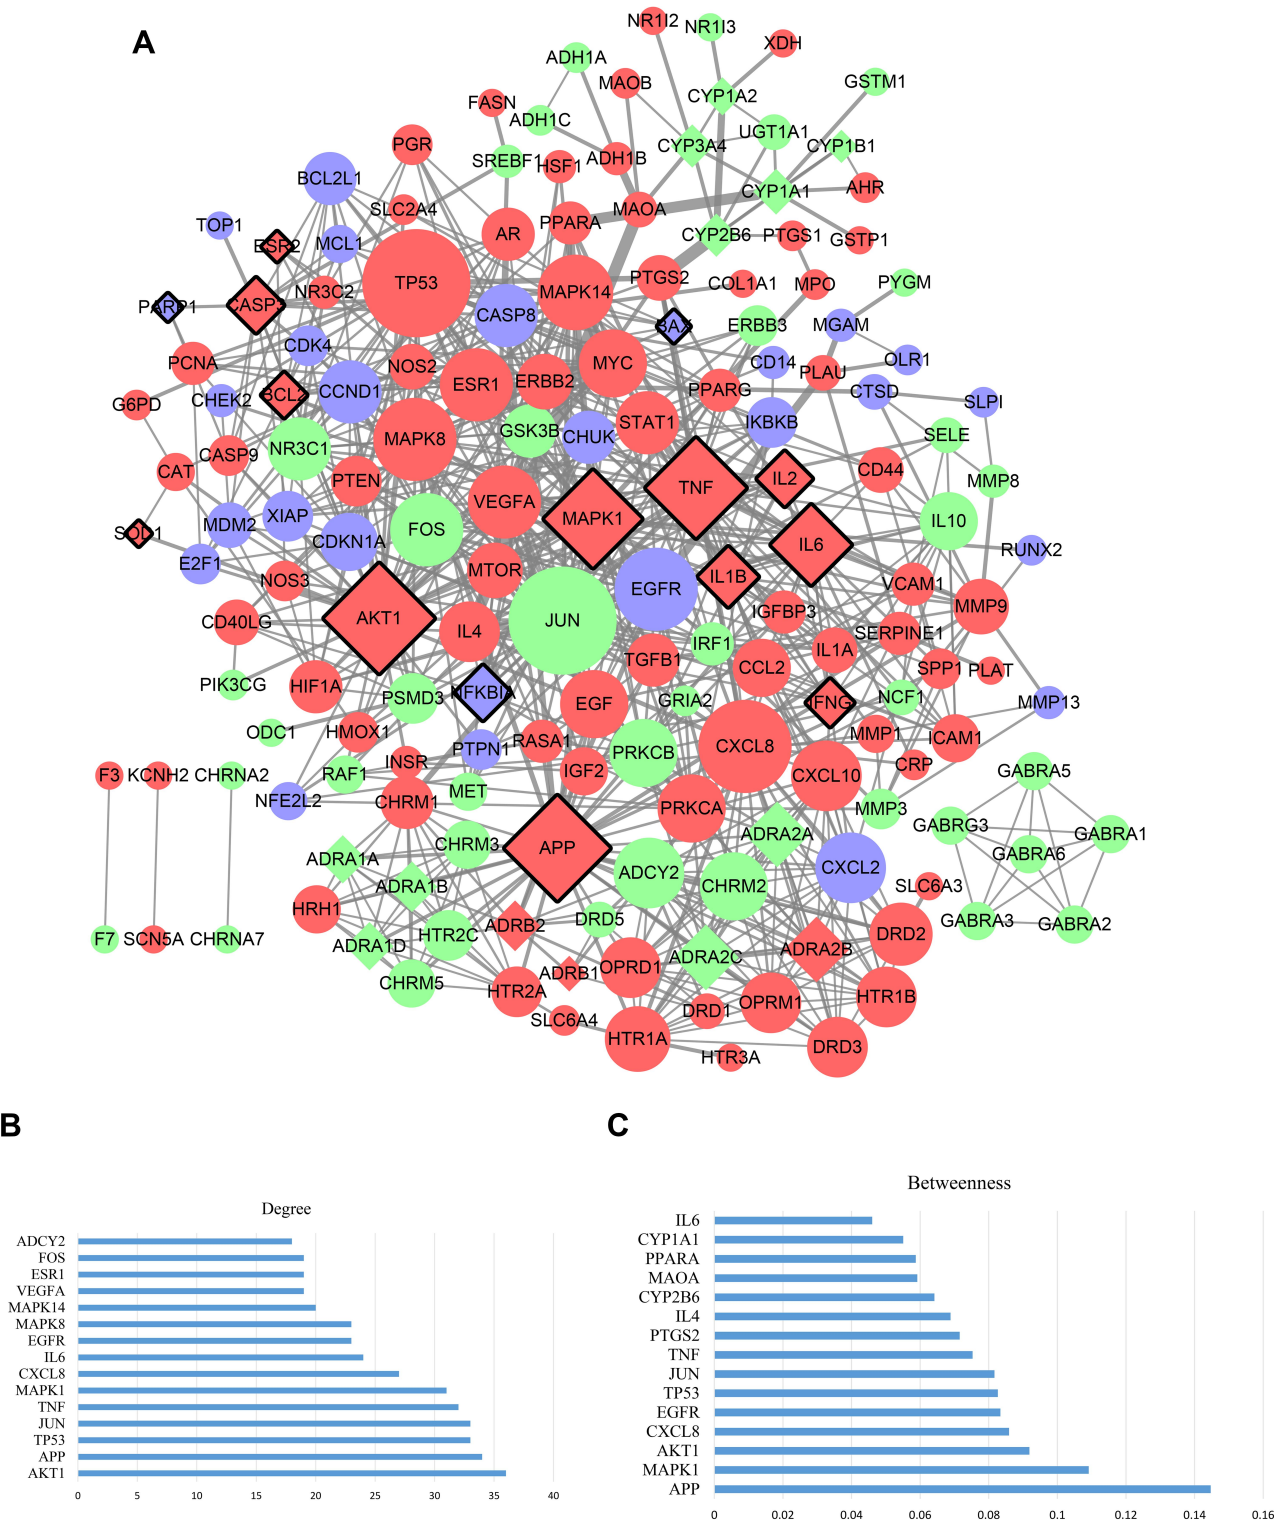 A
NR1I2
NR1I3
XDH
ADH1A
MAOB
GSTM1
CYP1A2
FASN
ADH1C
UGT1A1
CYP1B1
PGR
CYP3A4
SREBF1
HSF1
ADH1B
BCL2L1
CYP1A1
AHR
SLC2A4
MAOA
TOP1
PPARA
AR
CYP2B6
PTGS1
GSTP1
ESR2
MCL1
TP53
MAPK14
PTGS2
COL1A1
MPO
PYGM
NR3C2
PARP1
CASP3
CASP8
BAX
ERBB3
MGAM
CDK4
PCNA
NOS2
MYC
CD14
OLR1
PLAU
ESR1
ERBB2
PPARG
CTSD
CCND1
BCL2
SLPI
G6PD
CHEK2
STAT1
IKBKB
GSK3B
CHUK
SELE
MAPK8
NR3C1
CASP9
CAT
PTEN
CD44
IL2
MMP8
TNF
VEGFA
XIAP
MAPK1
IL10
MDM2
FOS
SOD1
CDKN1A
IL6
RUNX2
E2F1
MTOR
NOS3
IL1B
EGFR
VCAM1
MMP9
IGFBP3
AKT1
JUN
CD40LG
IL4
SERPINE1
IRF1
IL1A
TGFB1
CCL2
SPP1
PLAT
PIK3CG
HIF1A
PSMD3
NFKBIA
EGF
GRIA2
IFNG
NCF1
MMP13
ODC1
HMOX1
PTPN1
RASA1
PRKCB
CXCL8
MMP1
ICAM1
INSR
CRP
F3
KCNH2
CHRNA2
RAF1
IGF2
CXCL10
GABRA5
NFE2L2
CHRM1
MET
PRKCA
MMP3
GABRG3
GABRA1
ADRA2A
CHRM3
APP
GABRA6
ADRA1A
ADCY2
CXCL2
ADRA1B
CHRM2
SLC6A3
HRH1
DRD5
GABRA3
GABRA2
ADRB2
HTR2C
DRD2
F7
SCN5A
CHRNA7
ADRA1D
ADRA2B
ADRA2C
OPRD1
ADRB1
CHRM5
HTR2A
HTR1B
OPRM1
DRD1
SLC6A4
HTR1A
DRD3
HTR3A
B
Degree
ADCY2
FOS
ESR1
VEGFA
MAPK14
MAPK8
EGFR
IL6
CXCL8
MAPK1
TNF
JUN
TP53
APP
AKT1
0 5 10 15 20 25 30 35 40
C
Betweenness
IL6
CYP1A1
PPARA
MAOA
CYP2B6
IL4
PTGS2
TNF
JUN
TP53
EGFR
CXCL8
AKT1
MAPK1
APP
0 0.02 0.04 0.06 0.08 0.1 0.12 0.14 0.16